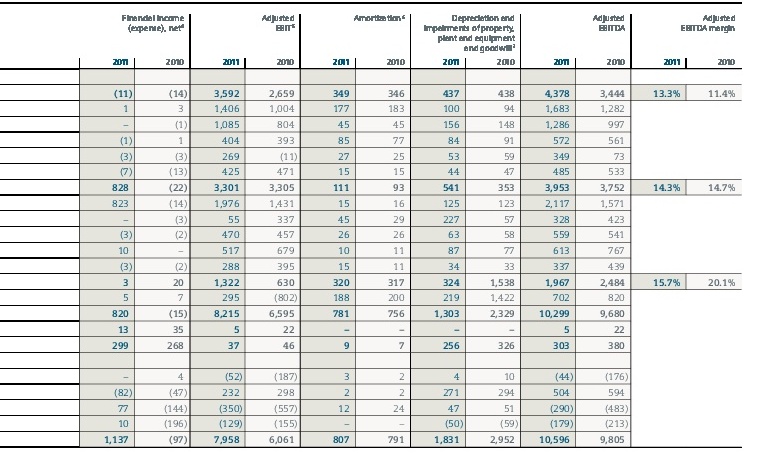 Financial income (expense), net⁴ Adjusted EBIT⁵ Amortization⁶ Depreciation and impairments of property, plant and equipment and goodwill⁷ Adjusted EBITDA Adjusted EBITDA margin
2011 2010 2011 2010 2011 2010 2011 2010 2011 2010 2011 2010
(11) (14) 3,592 2,659 349 346 437 438 4,378 3,444 13.3% 11.4%
1 3 1,406 1,004 177 183 100 94 1,683 1,282
– (1) 1,085 804 45 45 156 148 1,286 997
(1) 1 404 393 85 77 84 91 572 561
(3) (3) 269 (11) 27 25 53 59 349 73
(7) (13) 425 471 15 15 44 47 485 533
828 (22) 3,301 3,305 111 93 541 353 3,953 3,752 14.3% 14.7%
823 (14) 1,976 1,431 15 16 125 123 2,117 1,571
– (3) 55 337 45 29 227 57 328 423
(3) (2) 470 457 26 26 63 58 559 541
10 – 517 679 10 11 87 77 613 767
(3) (2) 288 395 15 11 34 33 337 439
3 20 1,322 630 320 317 324 1,538 1,967 2,484 15.7% 20.1%
5 7 295 (802) 188 200 219 1,422 702 820
820 (15) 8,215 6,595 781 756 1,303 2,329 10,299 9,680
13 35 5 22 – – – – 5 22
299 268 37 46 9 7 256 326 303 380
– 4 (52) (187) 3 2 4 10 (44) (176)
(82) (47) 232 298 2 2 271 294 504 594
77 (144) (350) (557) 12 24 47 51 (290) (483)
10 (196) (129) (155) – – (50) (59) (179) (213)
1,137 (97) 7,958 6,061 807 791 1,831 2,952 10,596 9,805